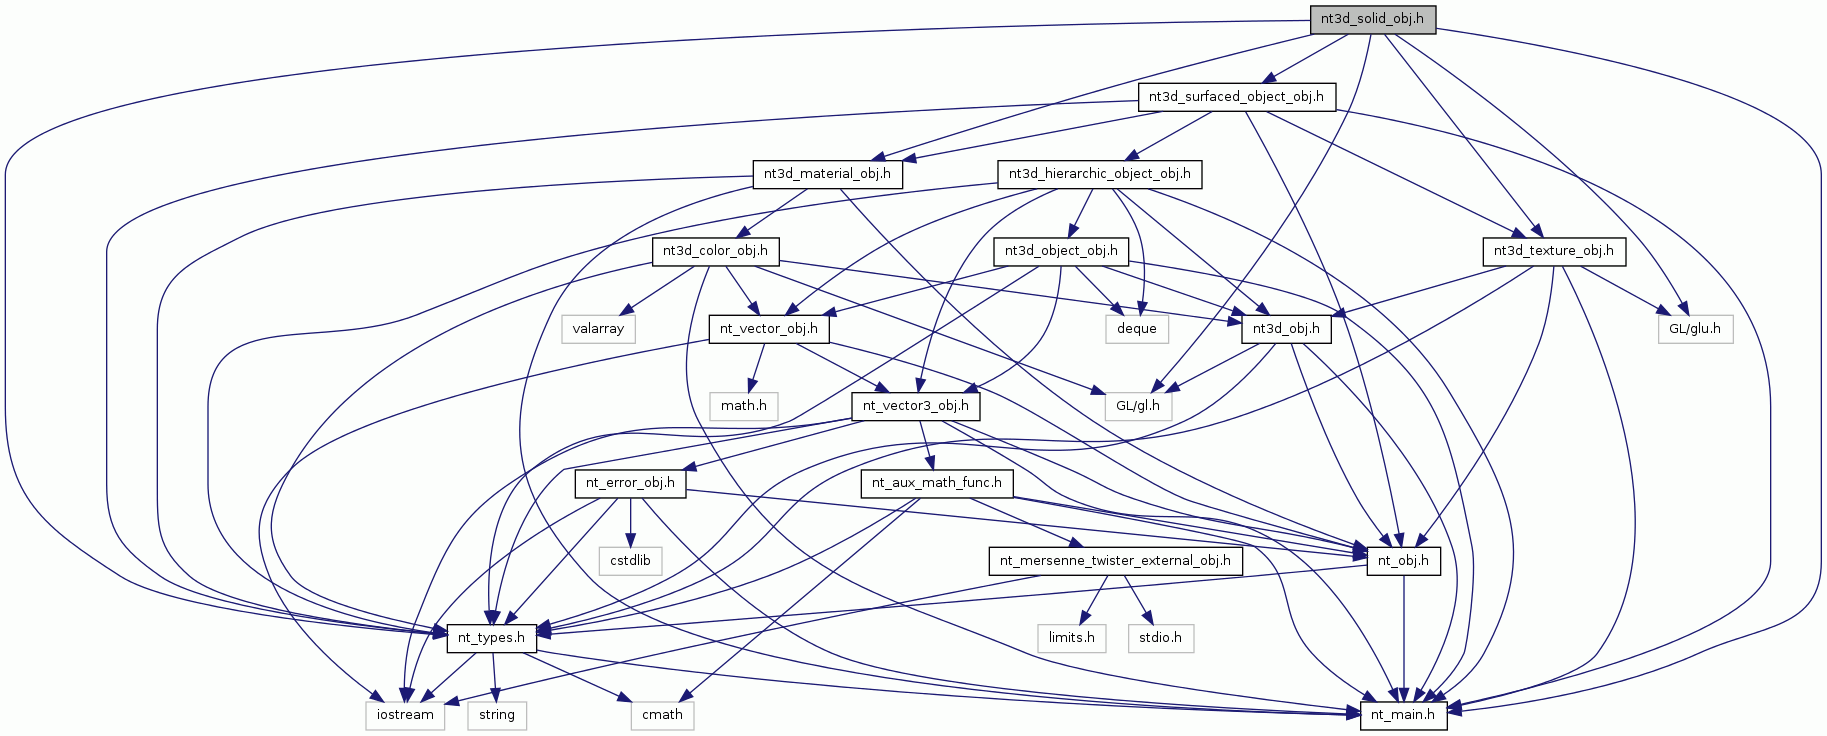 nt3d_solid_obj.h
nt3d_surfaced_object_obj.h
nt3d_material_obj.h
nt3d_hierarchic_object_obj.h
nt3d_color_obj.h
nt3d_object_obj.h
nt3d_texture_obj.h
valarray
nt_vector_obj.h
deque
nt3d_obj.h
GL/glu.h
math.h
nt_vector3_obj.h
GL/gl.h
nt_error_obj.h
nt_aux_math_func.h
cstdlib
nt_mersenne_twister_external_obj.h
nt_obj.h
nt_types.h
limits.h
stdio.h
iostream
string
cmath
nt_main.h